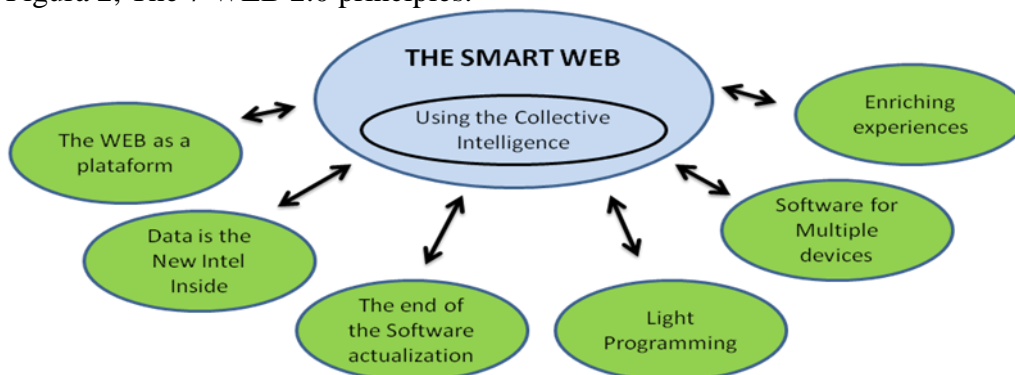 Figura 2, The 7 WEB 2.0 principles.
THE SMART WEB
Using the Collective
Intelligence
The WEB as a
plataform
Data is the
New Intel
Inside
The end of
the Software
actualization
Light
Programming
Software for
Multiple
devices
Enriching
experiences